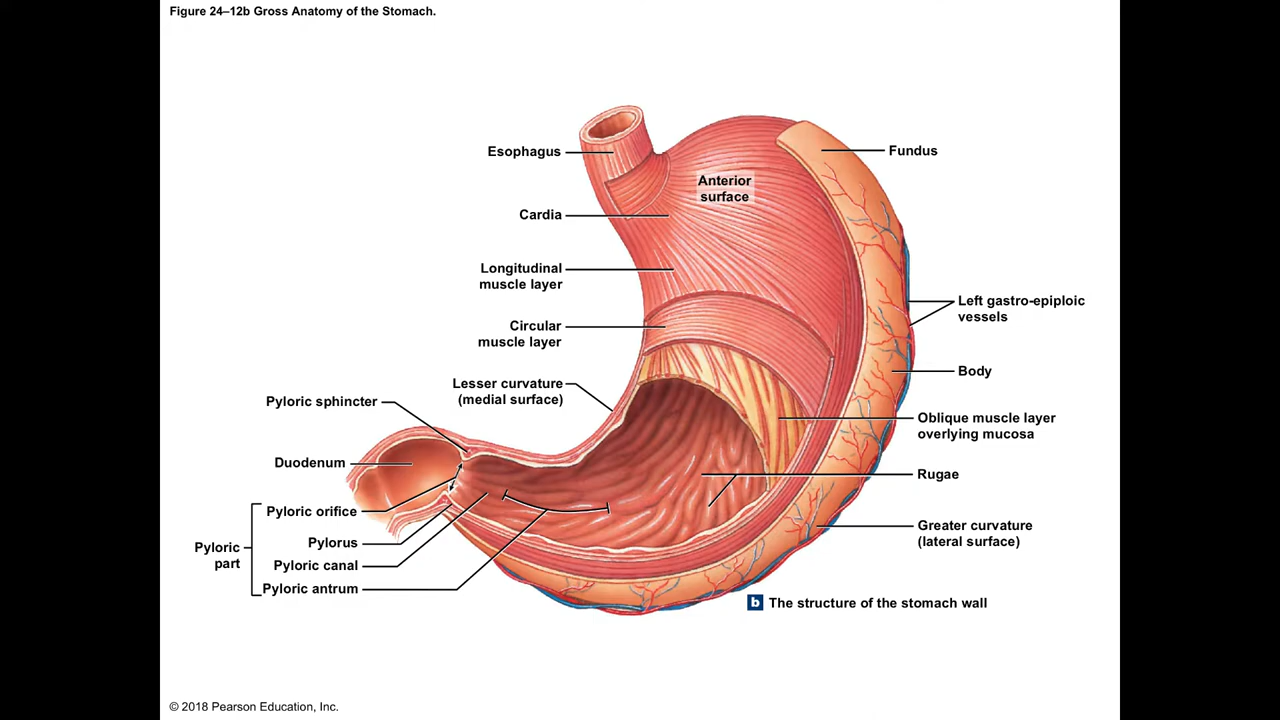 Figure 24–12b Gross Anatomy of the Stomach.
Esophagus
Cardia
Longitudinal
muscle layer
Circular
muscle layer
Lesser curvature
(medial surface)
Pyloric sphincter
Duodenum
Pyloric orifice
Pylorus
Pyloric
part
Pyloric canal
Pyloric antrum
Anterior
surface
Fundus
Left gastro-epiploic
vessels
Body
Oblique muscle layer
overlying mucosa
Rugae
Greater curvature
(lateral surface)
b The structure of the stomach wall
© 2018 Pearson Education, Inc.